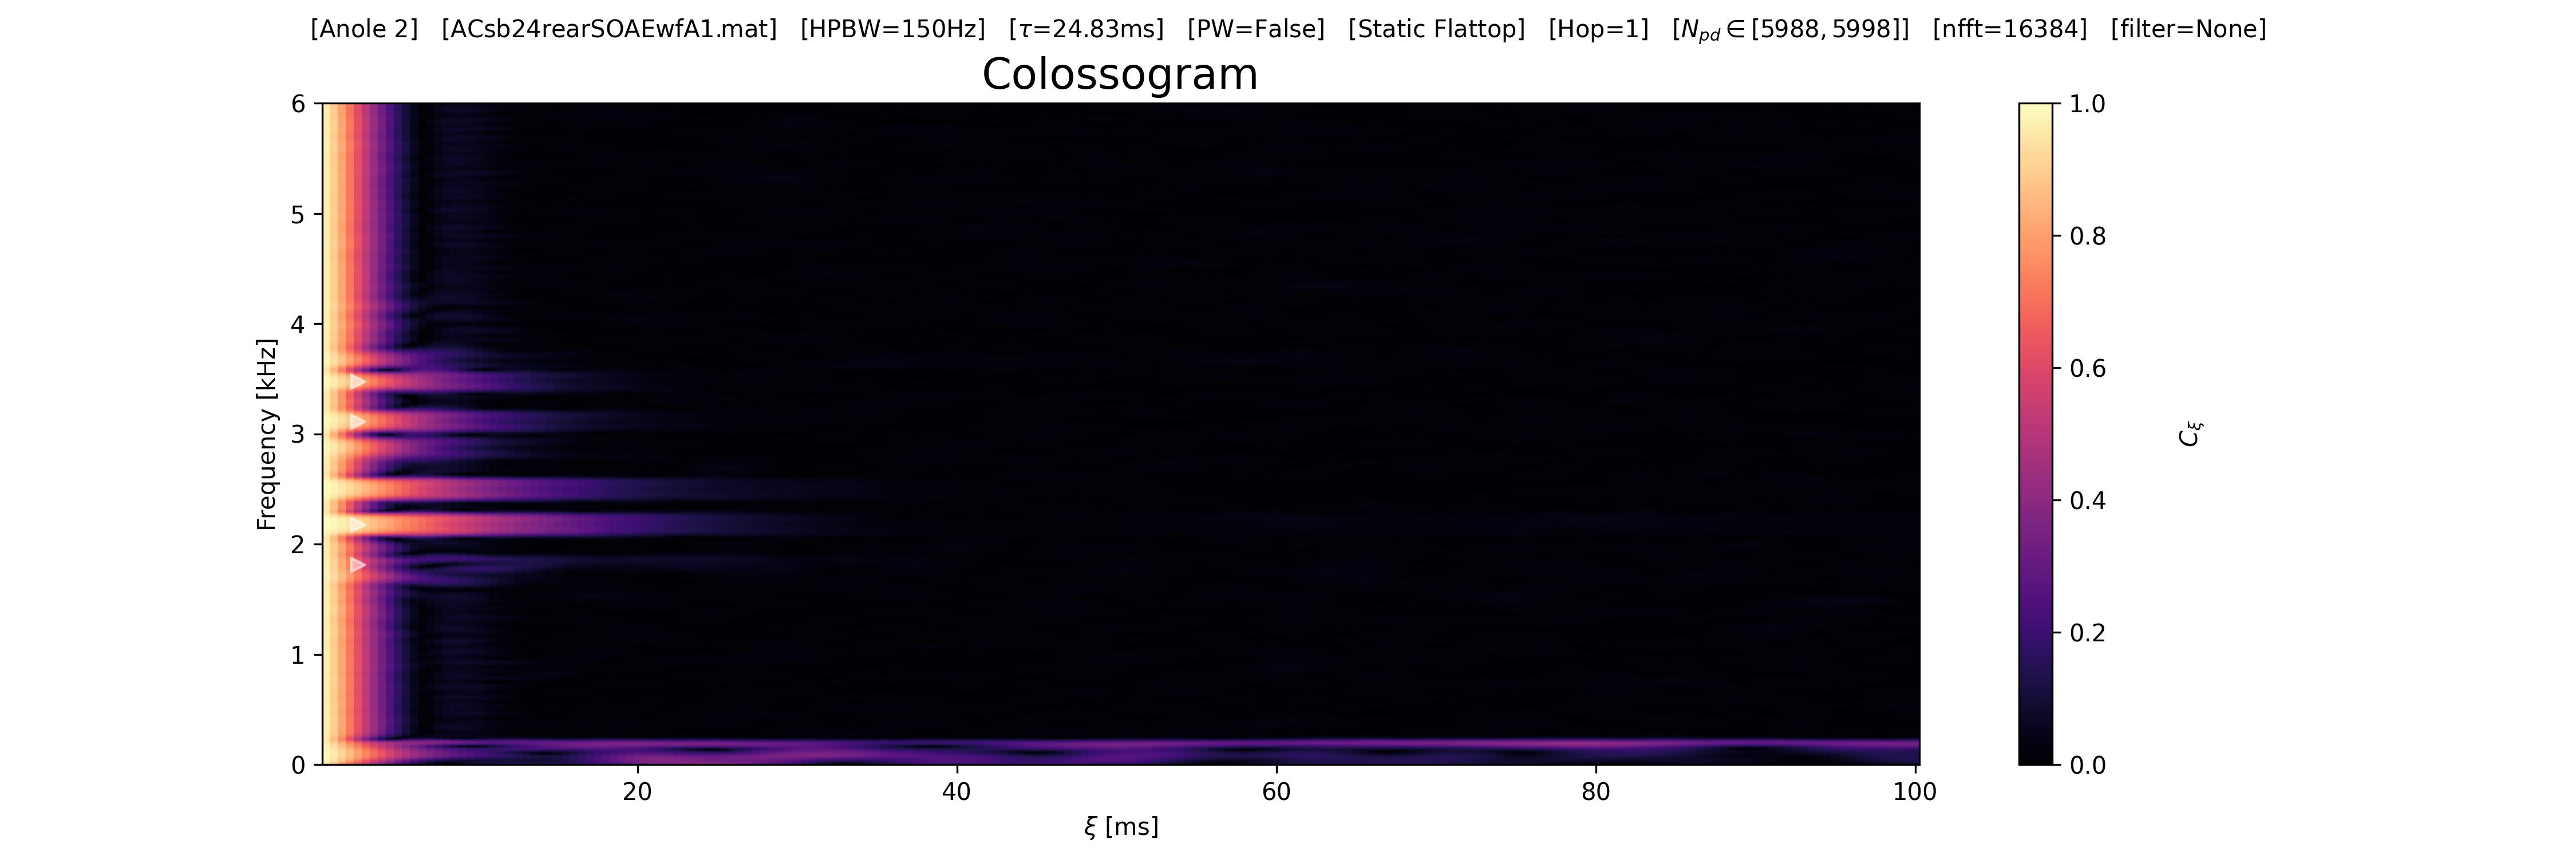 [Anole 2] [ACsb24rearSOAEwfA1.mat] [HPBW=150Hz] [τ=24.83ms] [PW=False] [Static Flattop] [Hop=1] [N_pd ∈ [5988, 5998]] [nfft=16384] [filter=None]
Colossogram
6
5
4
3
2
1
0
Frequency [kHz]
20 40 60 80 100
ξ [ms]
1.0
0.8
0.6
0.4
0.2
0.0
C_ξ